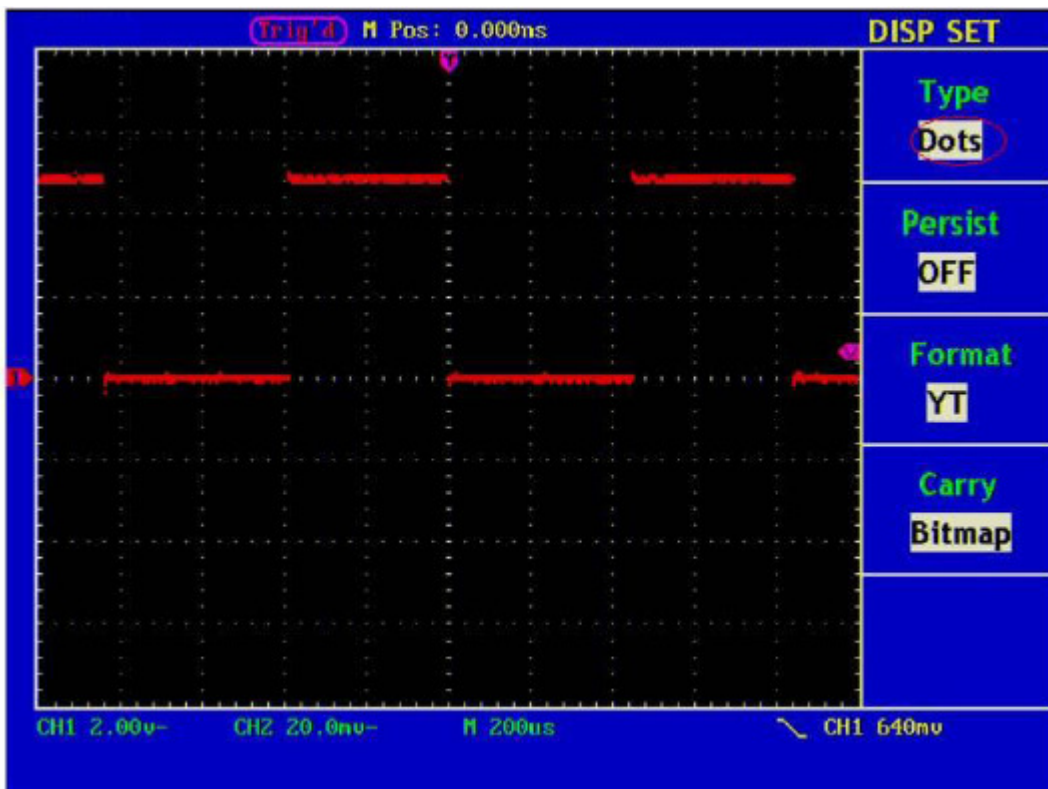 Trig'd M Pos: 0.000ns
DISP SET
Type
Dots
Persist
OFF
Format
YT
Carry
Bitmap
1
CH1 2.00v- CH2 20.0mv- M 200us CH1 640mv